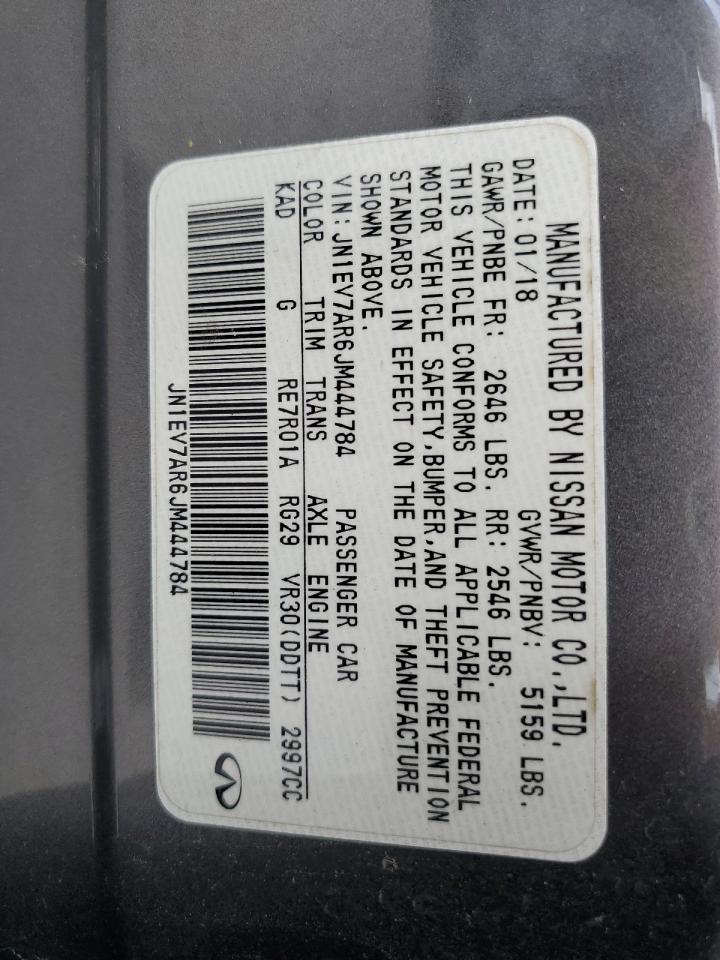 MANUFACTURED BY NISSAN MOTOR CO.,LTD.
DATE: 01/18 GVWR/PNBV: 5159 LBS.
GAWR/PNBE FR: 2646 LBS. RR: 2546 LBS.
THIS VEHICLE CONFORMS TO ALL APPLICABLE FEDERAL
MOTOR VEHICLE SAFETY,BUMPER,AND THEFT PREVENTION
STANDARDS IN EFFECT ON THE DATE OF MANUFACTURE
SHOWN ABOVE.
VIN: JN1EV7AR6JM444784 PASSENGER CAR
COLOR TRIM TRANS AXLE ENGINE
KAD G RE7R01A RG29 VR30(DDTT) 2997CC
JN1EV7AR6JM444784